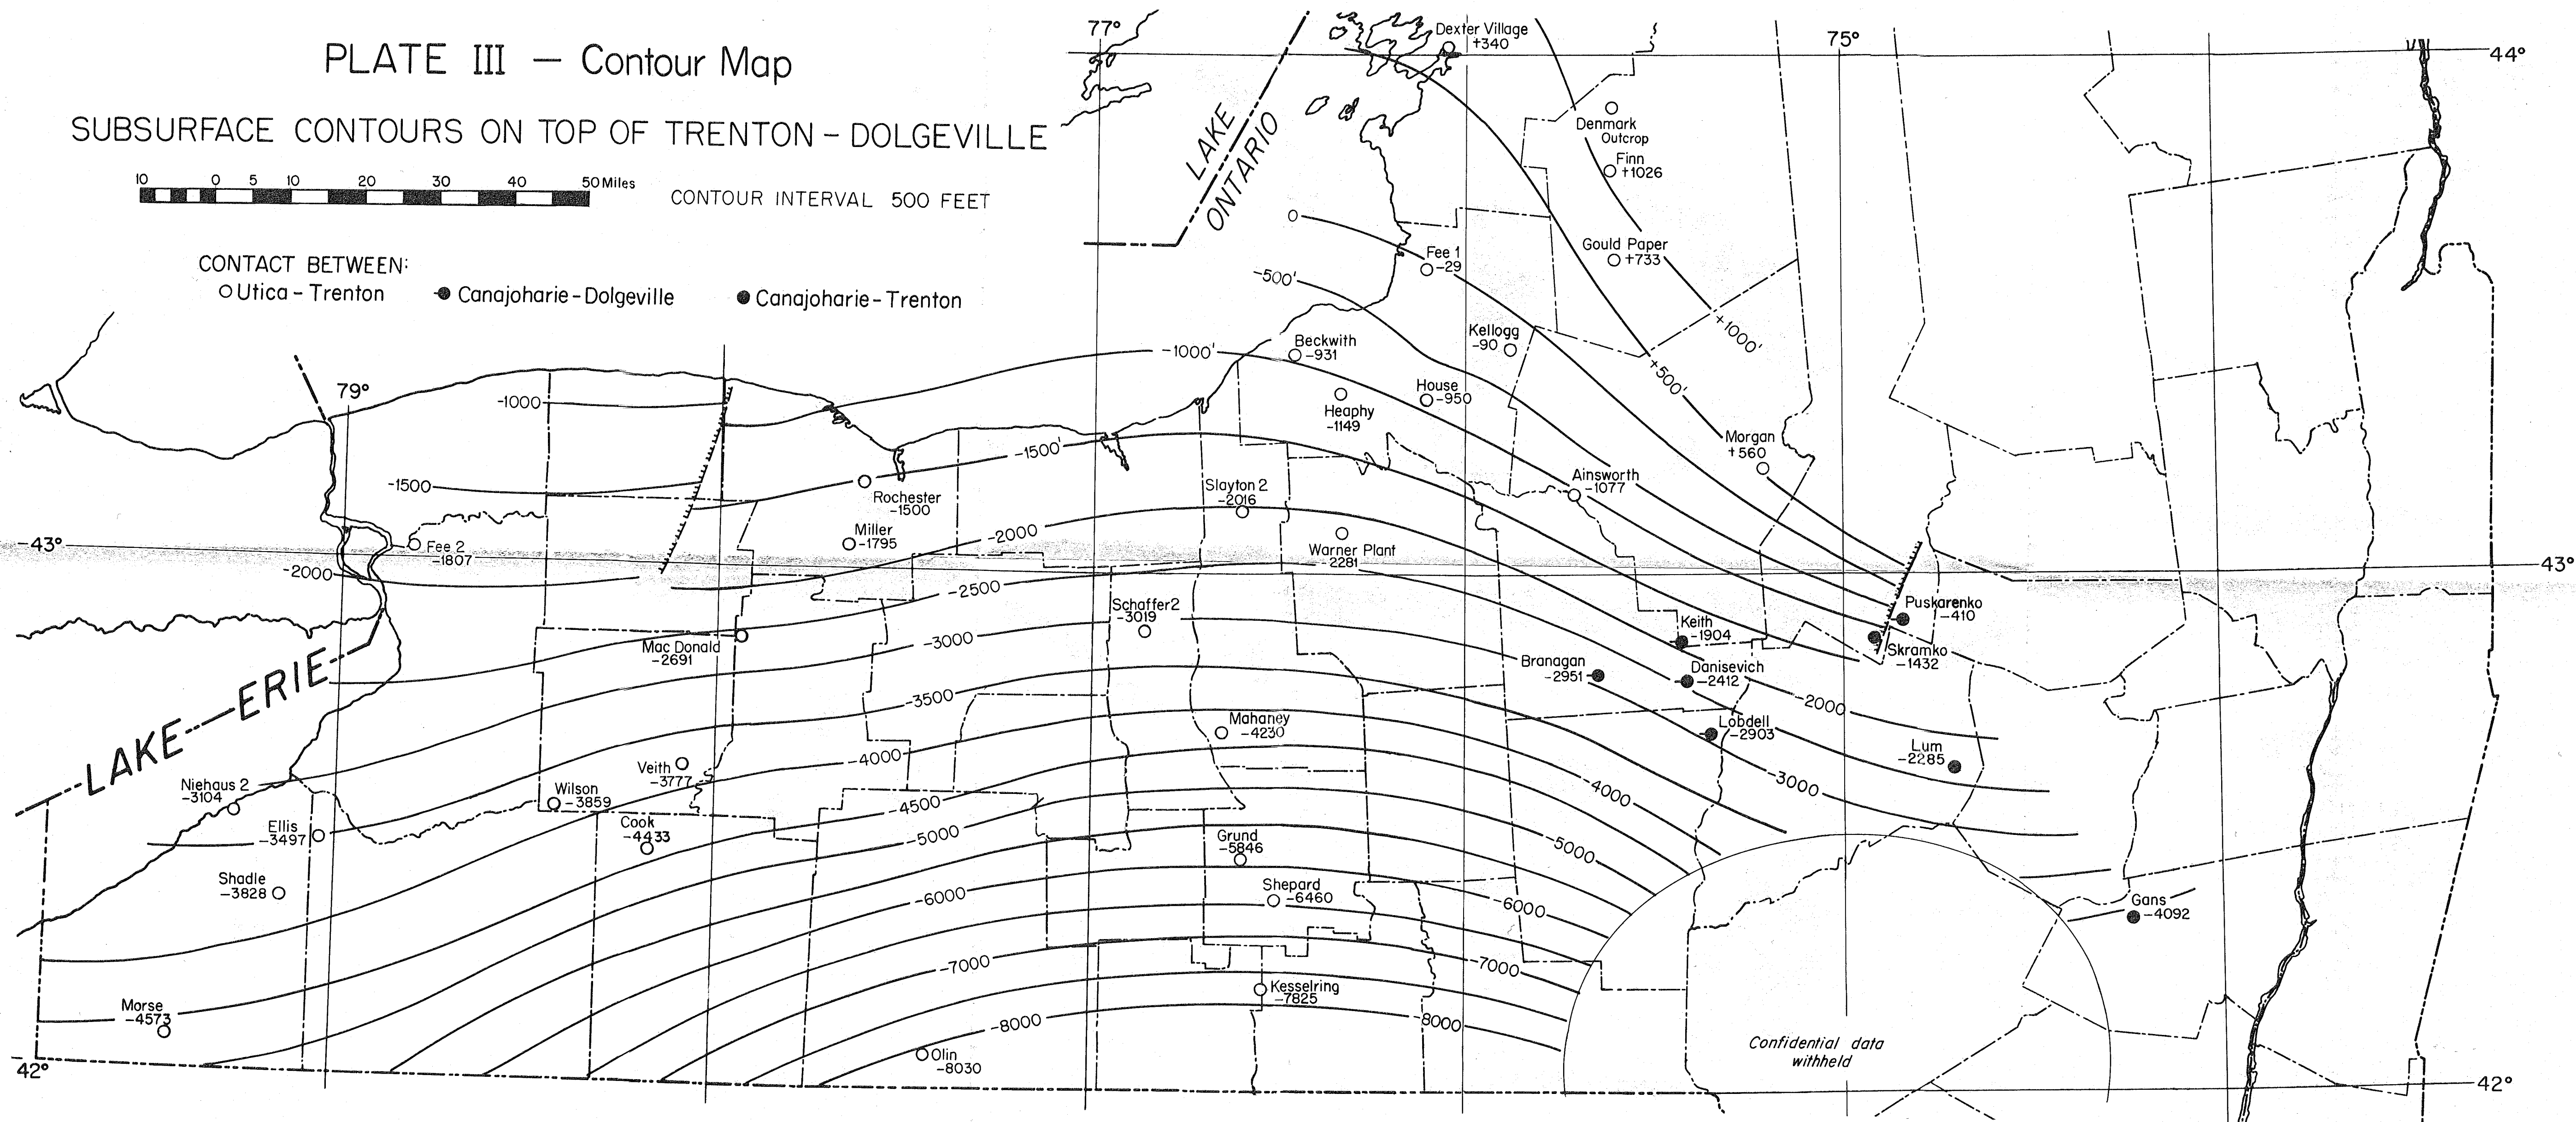 PLATE III — Contour Map
SUBSURFACE CONTOURS ON TOP OF TRENTON – DOLGEVILLE
10 0 5 10 20 30 40 50 Miles
CONTOUR INTERVAL 500 FEET
CONTACT BETWEEN:
Utica – Trenton
Canajoharie – Dolgeville
Canajoharie – Trenton
77°
75°
44°
79°
43°
43°
42°
42°
LAKE
ONTARIO
LAKE ERIE
Dexter Village
+340
Denmark
Outcrop
Finn
+1026
Gould Paper
+733
Fee 1
-29
Kellogg
-90
Beckwith
-931
House
-950
Heaphy
-1149
Morgan
+560
Ainsworth
-1077
Slayton 2
-2016
Warner Plant
-2281
Rochester
-1500
Miller
-1795
Fee 2
-1807
Mac Donald
-2691
Schaffer 2
-3019
Puskarenko
-410
Skramko
-1432
Keith
-1904
Danisevich
-2412
Branagan
-2951
Lobdell
-2903
Lum
-2285
Gans
-4092
Mahaney
-4230
Veith
-3777
Wilson
-3859
Cook
-4433
Niehaus 2
-3104
Ellis
-3497
Shadle
-3828
Morse
-4573
Grund
-5846
Shepard
-6460
Kesselring
-7825
Olin
-8030
0
-500'
-1000'
+1000'
+500'
-1000
-1500
-1500'
-2000
-2000
-2500
-3000
-3500
-4000
-4500
-5000
-6000
-7000
-8000
-2000
-3000
-4000
-5000
-6000
-7000
-8000
Confidential data
withheld